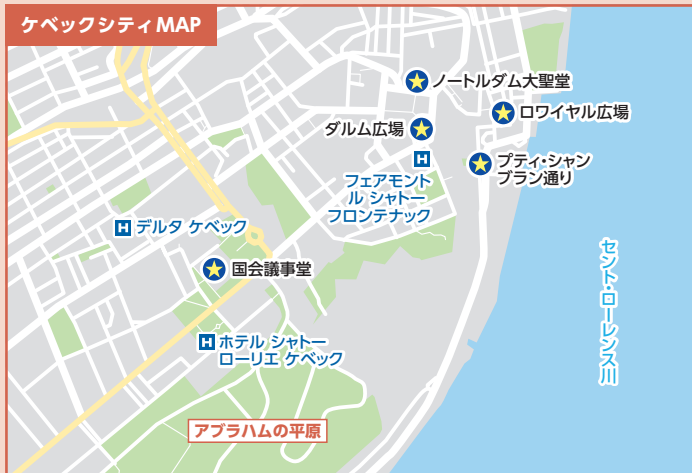 ケベックシティMAP
ノートルダム大聖堂
ロワイヤル広場
ダルム広場
H
プティ・シャン
ブラン通り
フェアモント
ル シャトー
フロンテナック
H デルタ ケベック
国会議事堂
セント・ローレンス川
H ホテル シャトー
ローリエ ケベック
アブラハムの平原